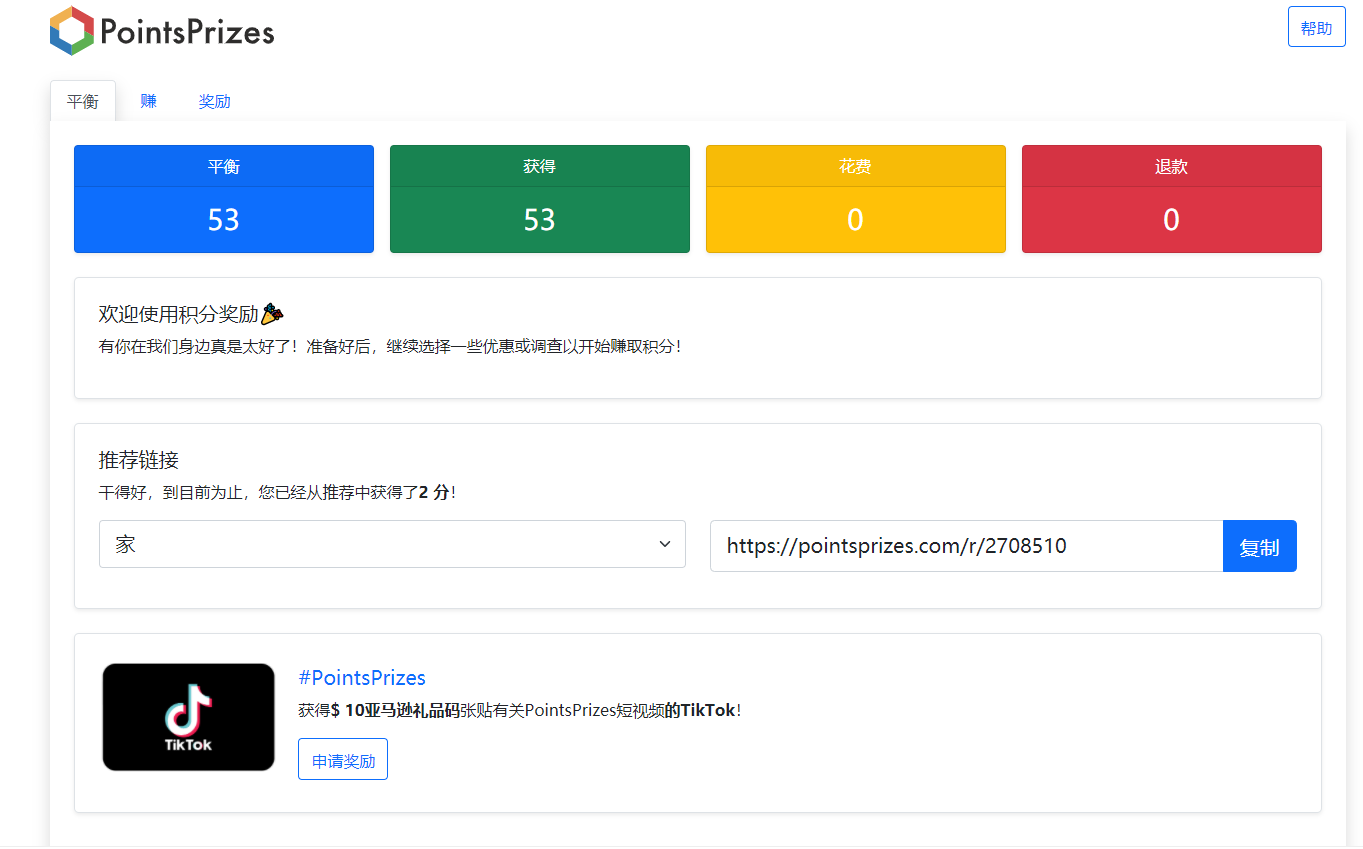 PointsPrizes
帮助
平衡
赚
奖励
平衡
获得
花费
退款
53
53
0
0
欢迎使用积分奖励
有你在我们身边真是太好了！准备好后，继续选择一些优惠或调查以开始赚取积分！
推荐链接
干得好，到目前为止，您已经从推荐中获得了2 分！
家
https://pointsprizes.com/r/2708510
复制
TikTok
#PointsPrizes
获得$ 10亚马逊礼品码张贴有关PointsPrizes短视频的TikTok！
申请奖励